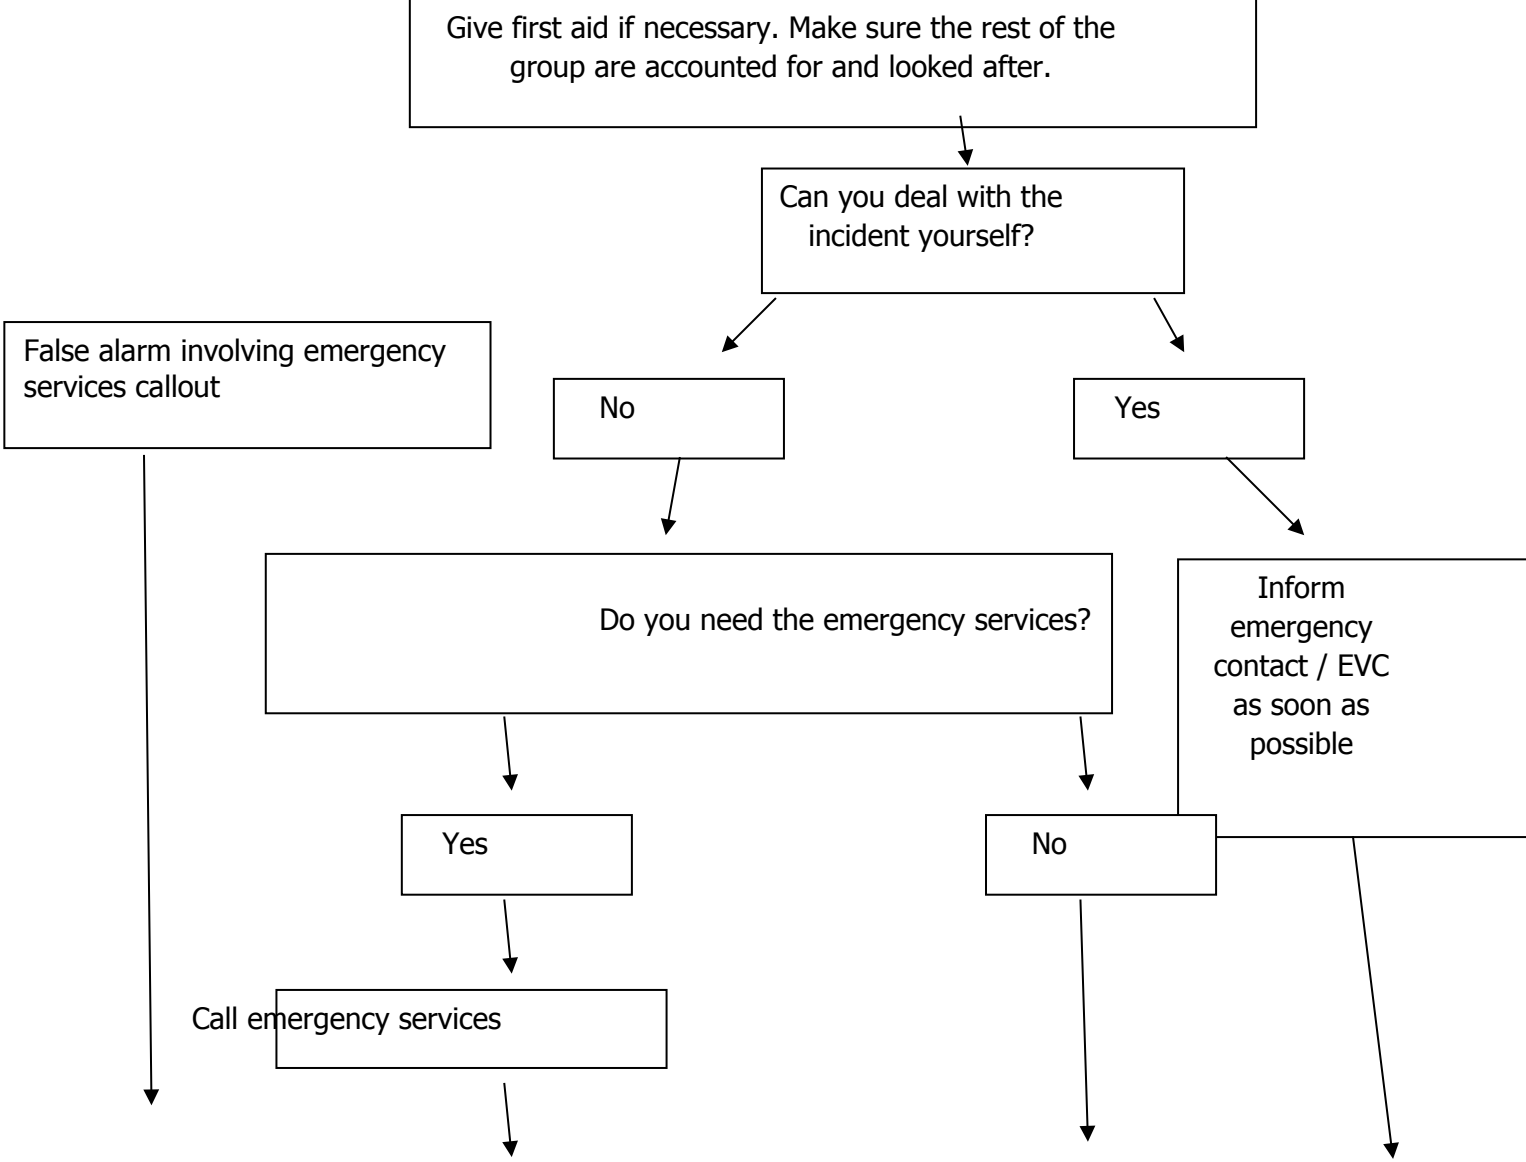 Give first aid if necessary. Make sure the rest of the
group are accounted for and looked after.
Can you deal with the
incident yourself?
False alarm involving emergency
services callout
No
Yes
Do you need the emergency services?
Inform
emergency
contact / EVC
as soon as
possible
Yes
No
Call emergency services